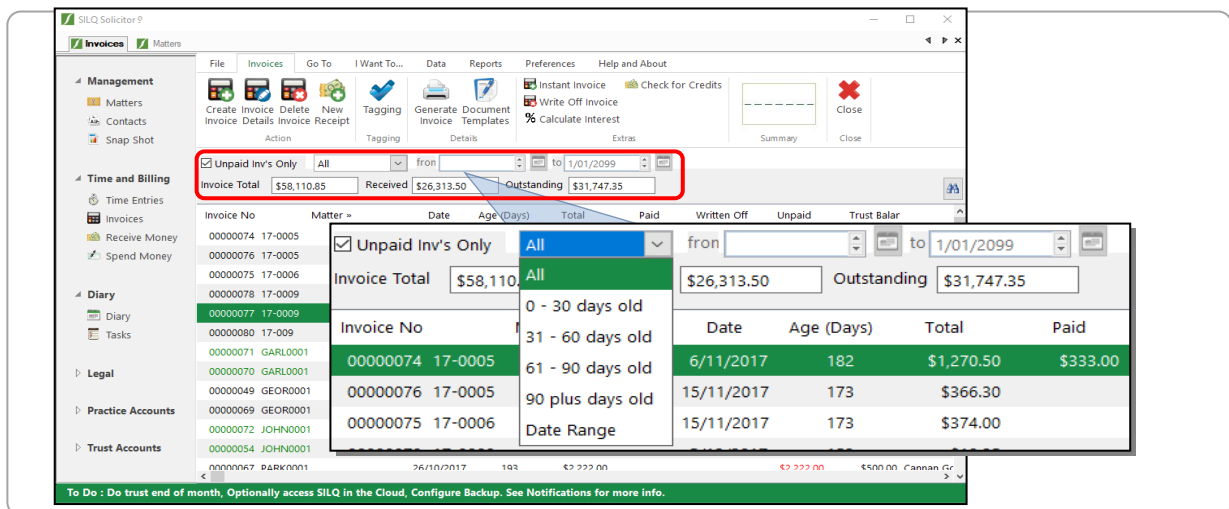 SILQ Solicitor
Invoices Matters
File Invoices Go To I Want To... Data Reports Preferences Help and About
Management
Matters
Contacts
Snap Shot
Time and Billing
Time Entries
Invoices
Receive Money
Spend Money
Diary
Diary
Tasks
Legal
Practice Accounts
Trust Accounts
Create Invoice
Invoice Details
Delete Invoice
New Receipt
Tagging
Generate Invoice
Document Templates
Instant Invoice
Write Off Invoice
% Calculate Interest
Check for Credits
Close
Action Tagging Details Extras Summary Close
Unpaid Inv's Only All fron to 1/01/2099
Invoice Total $58,110.85 Received $26,313.50 Outstanding $31,747.35
Invoice No Matter » Date Age (Days) Total Paid Written Off Unpaid Trust Balar
00000074 17-0005
00000076 17-0005
00000075 17-0006
00000078 17-0009
00000077 17-0009
00000080 17-009
00000071 GARL0001
00000070 GARL0001
00000049 GEOR0001
00000069 GEOR0001
00000072 JOHN0001
00000054 JOHN0001
00000067 PARK0001 26/10/2017 193 $2,222.00 $2,222.00 $500.00
Unpaid Inv's Only All fron to 1/01/2099
Invoice Total $58,110. $26,313.50 Outstanding $31,747.35
All
0 - 30 days old
31 - 60 days old
61 - 90 days old
90 plus days old
Date Range
Invoice No Date Age (Days) Total Paid
00000074 17-0005 6/11/2017 182 $1,270.50 $333.00
00000076 17-0005 15/11/2017 173 $366.30
00000075 17-0006 15/11/2017 173 $374.00
To Do : Do trust end of month, Optionally access SILQ in the Cloud, Configure Backup. See Notifications for more info.